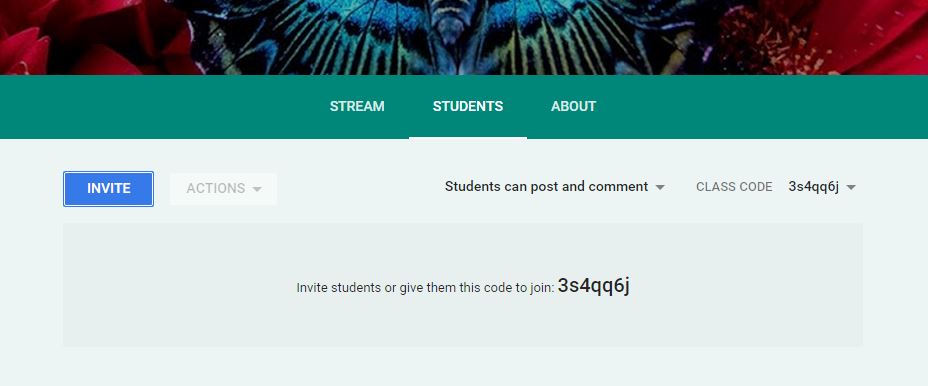 STREAM STUDENTS ABOUT
INVITE ACTIONS Students can post and comment CLASS CODE 3s4qq6j
Invite students or give them this code to join: 3s4qq6j